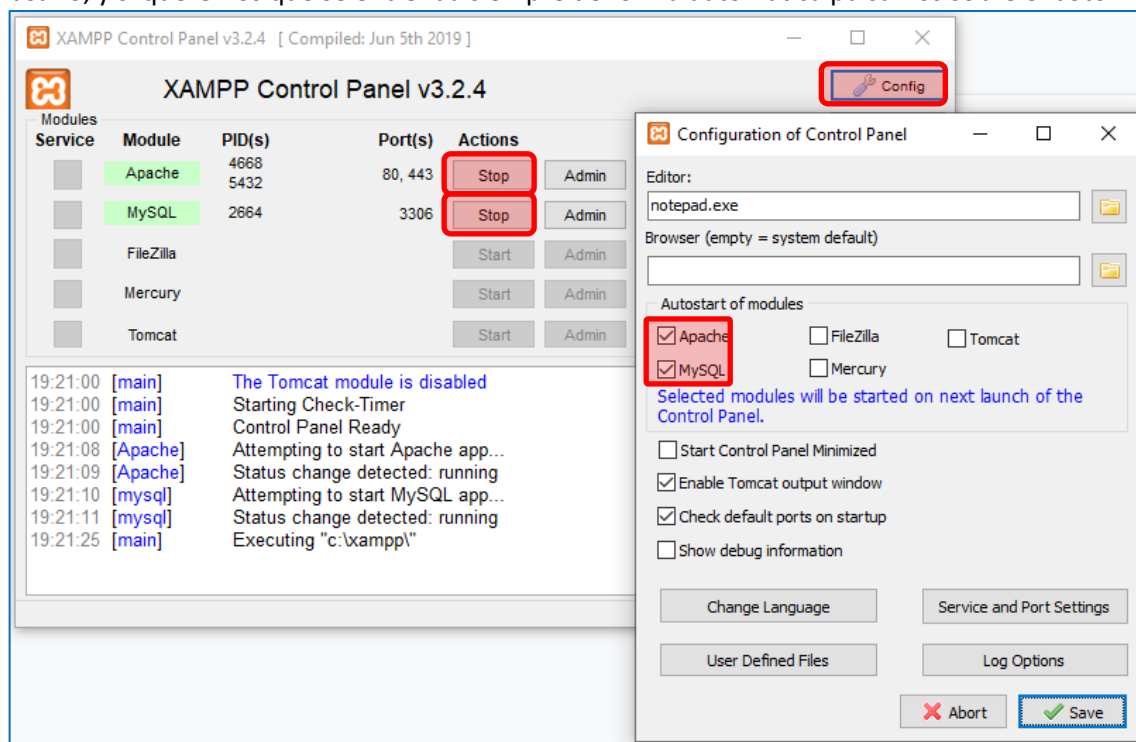 XAMPP Control Panel v3.2.4 [ Compiled: Jun 5th 2019 ]
XAMPP Control Panel v3.2.4
Config
Modules
Service Module PID(s) Port(s) Actions
Apache 4668 5432 80, 443 Stop Admin
MySQL 2664 3306 Stop Admin
FileZilla Start Admin
Mercury Start Admin
Tomcat Start Admin
19:21:00 [main] The Tomcat module is disabled
19:21:00 [main] Starting Check-Timer
19:21:00 [main] Control Panel Ready
19:21:08 [Apache] Attempting to start Apache app...
19:21:09 [Apache] Status change detected: running
19:21:10 [mysql] Attempting to start MySQL app...
19:21:11 [mysql] Status change detected: running
19:21:25 [main] Executing "c:\xampp\"
Configuration of Control Panel
Editor:
notepad.exe
Browser (empty = system default)
Autostart of modules
Apache FileZilla Tomcat
MySQL Mercury
Selected modules will be started on next launch of the
Control Panel.
Start Control Panel Minimized
Enable Tomcat output window
Check default ports on startup
Show debug information
Change Language Service and Port Settings
User Defined Files Log Options
Abort Save